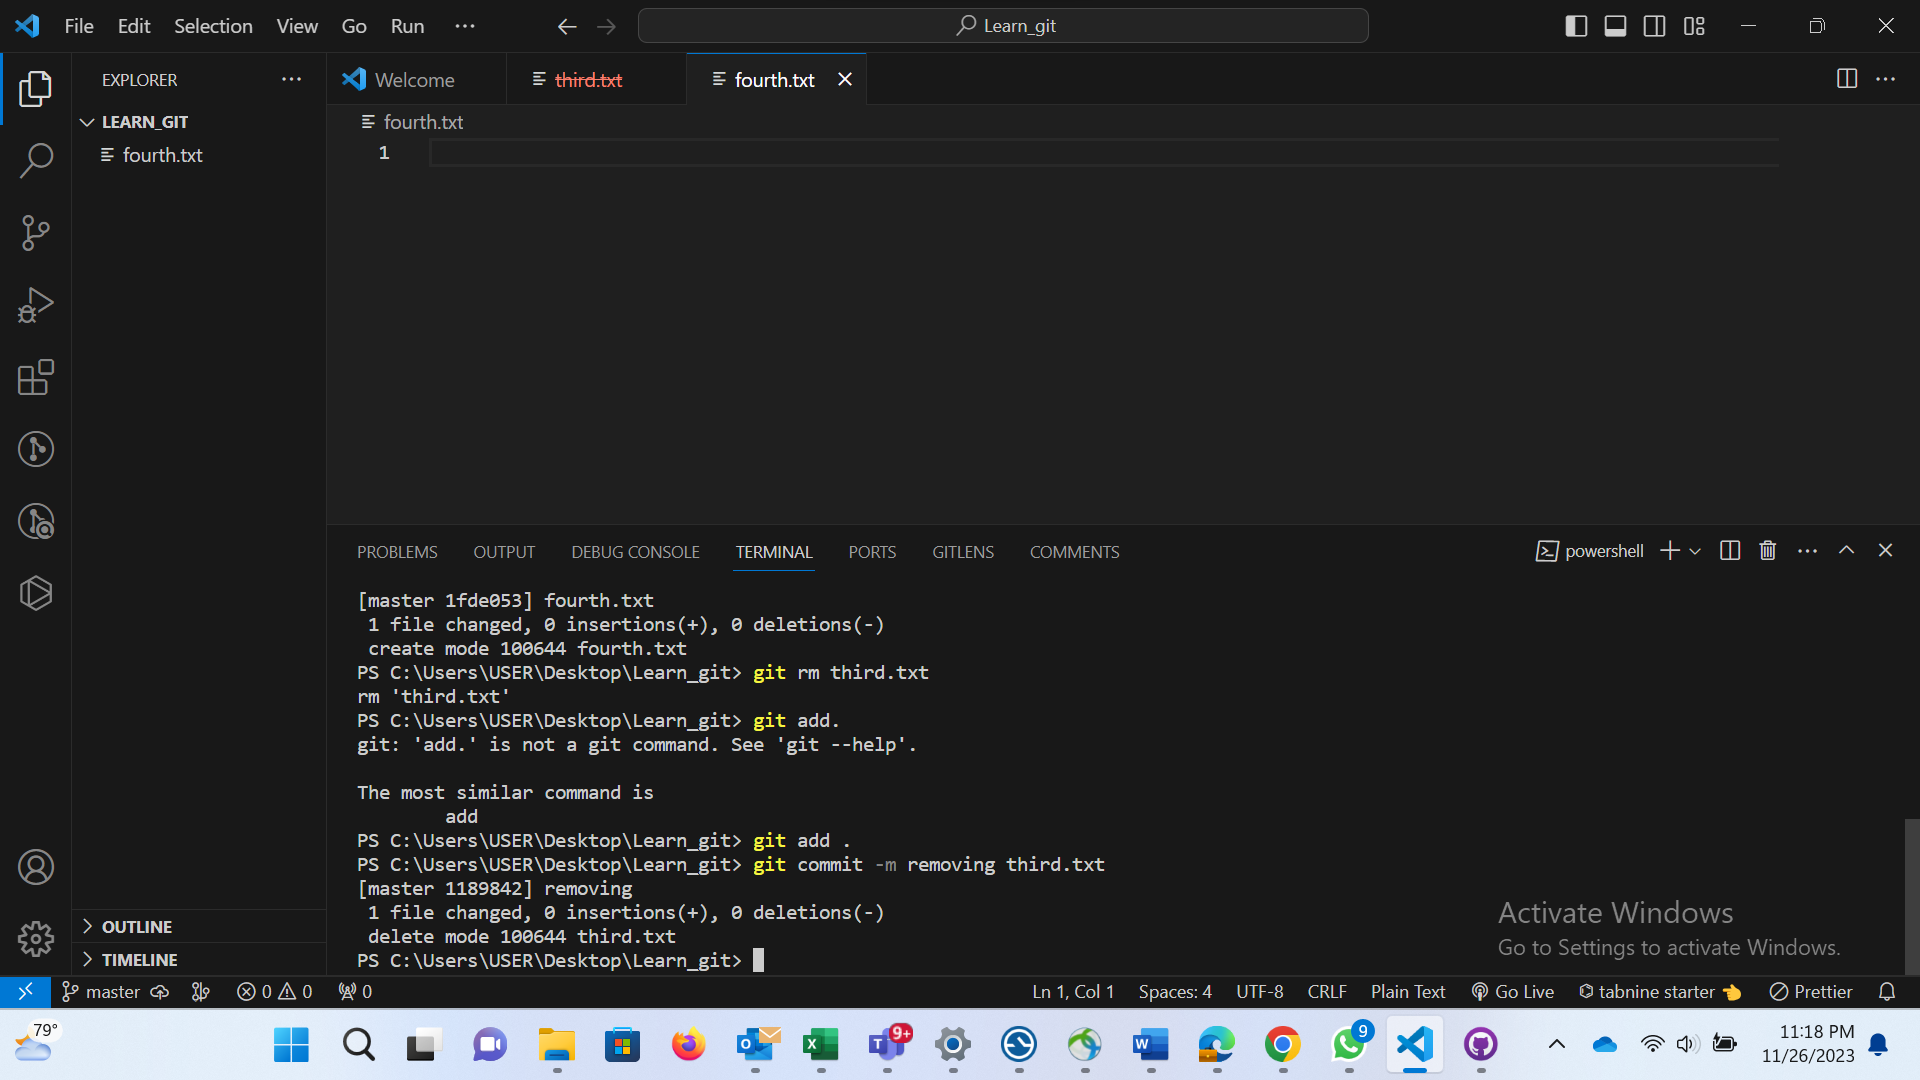 File Edit Selection View Go Run ···
Learn_git
EXPLORER
LEARN_GIT
fourth.txt
OUTLINE
TIMELINE
Welcome
third.txt
fourth.txt
fourth.txt
1
PROBLEMS OUTPUT DEBUG CONSOLE TERMINAL PORTS GITLENS COMMENTS
powershell
[master 1fde053] fourth.txt
1 file changed, 0 insertions(+), 0 deletions(-)
create mode 100644 fourth.txt
PS C:\Users\USER\Desktop\Learn_git> git rm third.txt
rm 'third.txt'
PS C:\Users\USER\Desktop\Learn_git> git add.
git: 'add.' is not a git command. See 'git --help'.
The most similar command is
add
PS C:\Users\USER\Desktop\Learn_git> git add .
PS C:\Users\USER\Desktop\Learn_git> git commit -m removing third.txt
[master 1189842] removing
1 file changed, 0 insertions(+), 0 deletions(-)
delete mode 100644 third.txt
PS C:\Users\USER\Desktop\Learn_git>
Activate Windows
Go to Settings to activate Windows.
master 0 0 0 Ln 1, Col 1 Spaces: 4 UTF-8 CRLF Plain Text Go Live tabnine starter Prettier
79°
9+
9
11:18 PM
11/26/2023